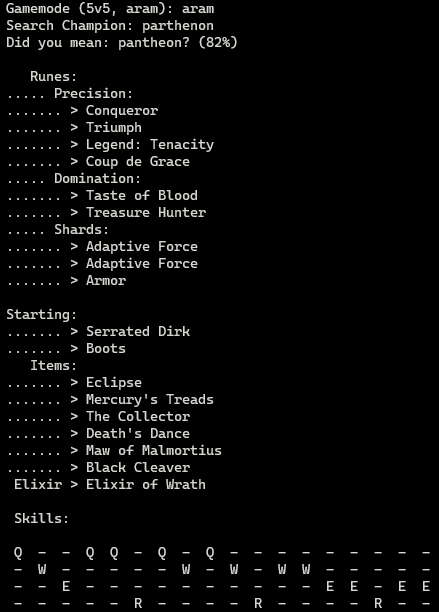 Gamemode (5v5, aram): aram
Search Champion: parthenon
Did you mean: pantheon? (82%)
Runes:
..... Precision:
....... > Conqueror
....... > Triumph
....... > Legend: Tenacity
....... > Coup de Grace
..... Domination:
....... > Taste of Blood
....... > Treasure Hunter
..... Shards:
....... > Adaptive Force
....... > Adaptive Force
....... > Armor
Starting:
....... > Serrated Dirk
....... > Boots
Items:
....... > Eclipse
....... > Mercury's Treads
....... > The Collector
....... > Death's Dance
....... > Maw of Malmortius
....... > Black Cleaver
Elixir > Elixir of Wrath
Skills:
Q - - Q Q - Q - Q - - - - - - - - -
- W - - - - - W - W - W W - - - - -
- - E - - - - - - - - - - E E - E E
- - - - - R - - - - R - - - - R - -